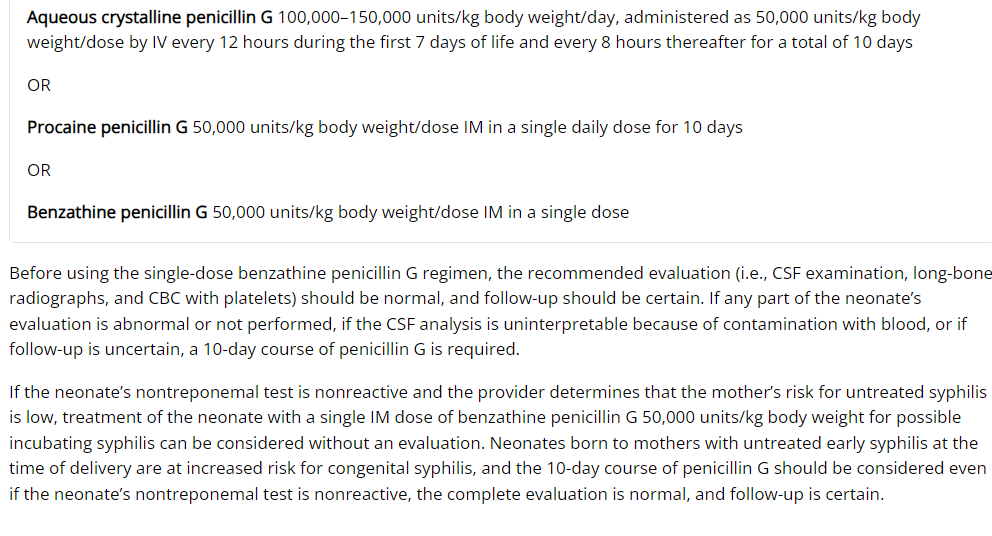 Aqueous crystalline penicillin G 100,000–150,000 units/kg body weight/day, administered as 50,000 units/kg body
weight/dose by IV every 12 hours during the first 7 days of life and every 8 hours thereafter for a total of 10 days
OR
Procaine penicillin G 50,000 units/kg body weight/dose IM in a single daily dose for 10 days
OR
Benzathine penicillin G 50,000 units/kg body weight/dose IM in a single dose
Before using the single-dose benzathine penicillin G regimen, the recommended evaluation (i.e., CSF examination, long-bone
radiographs, and CBC with platelets) should be normal, and follow-up should be certain. If any part of the neonate’s
evaluation is abnormal or not performed, if the CSF analysis is uninterpretable because of contamination with blood, or if
follow-up is uncertain, a 10-day course of penicillin G is required.
If the neonate’s nontreponemal test is nonreactive and the provider determines that the mother’s risk for untreated syphilis
is low, treatment of the neonate with a single IM dose of benzathine penicillin G 50,000 units/kg body weight for possible
incubating syphilis can be considered without an evaluation. Neonates born to mothers with untreated early syphilis at the
time of delivery are at increased risk for congenital syphilis, and the 10-day course of penicillin G should be considered even
if the neonate’s nontreponemal test is nonreactive, the complete evaluation is normal, and follow-up is certain.